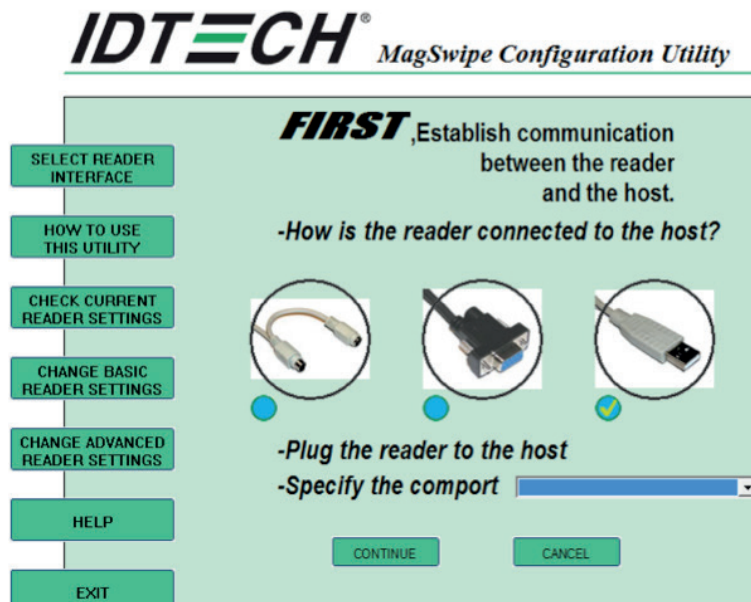 IDTECH®
MagSwipe Configuration Utility
FIRST,Establish communication
between the reader
and the host.
-How is the reader connected to the host?
SELECT READER
INTERFACE
HOW TO USE
THIS UTILITY
CHECK CURRENT
READER SETTINGS
CHANGE BASIC
READER SETTINGS
CHANGE ADVANCED
READER SETTINGS
HELP
EXIT
-Plug the reader to the host
-Specify the comport
CONTINUE
CANCEL